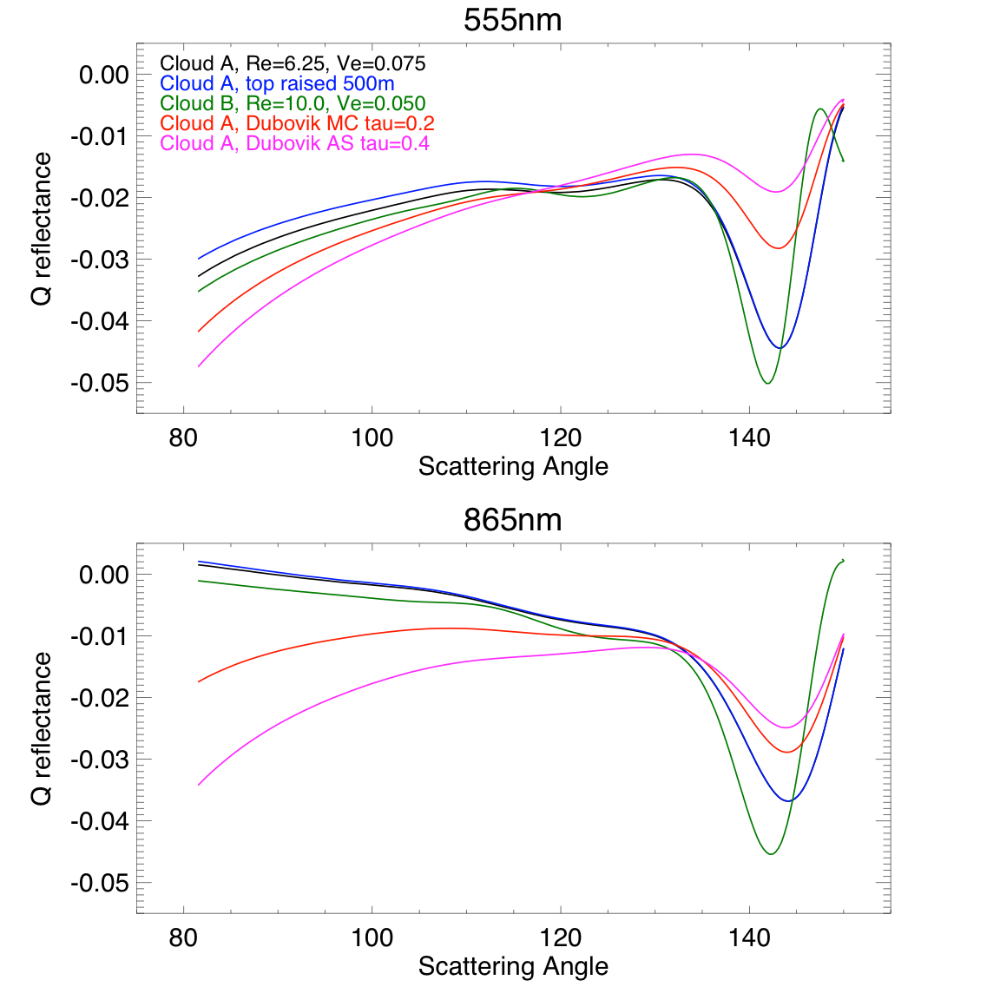 555nm
Cloud A, Re=6.25, Ve=0.075
Cloud A, top raised 500m
Cloud B, Re=10.0, Ve=0.050
Cloud A, Dubovik MC tau=0.2
Cloud A, Dubovik AS tau=0.4
0.00
-0.01
-0.02
-0.03
-0.04
-0.05
Q reflectance
80 100 120 140
Scattering Angle
865nm
0.00
-0.01
-0.02
-0.03
-0.04
-0.05
Q reflectance
80 100 120 140
Scattering Angle